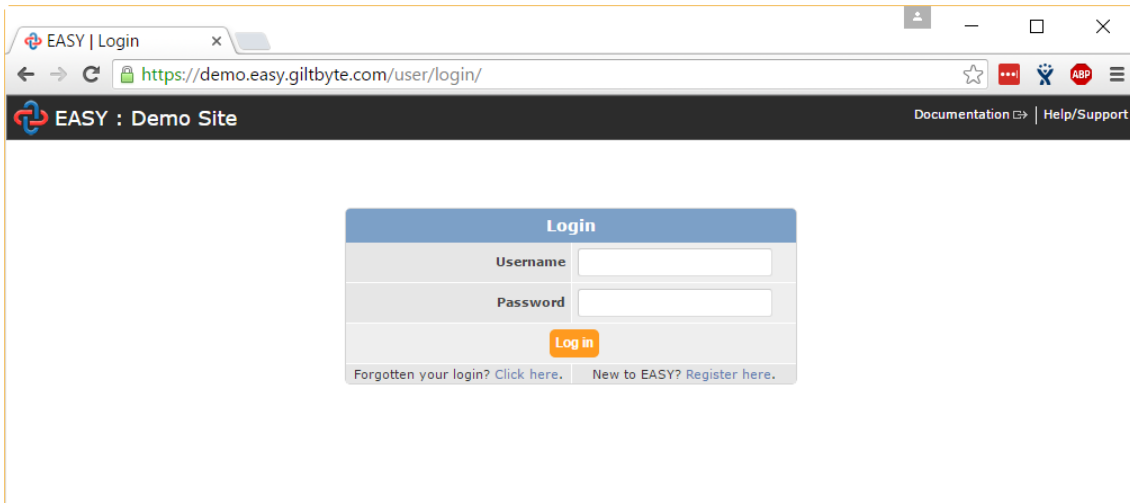 EASY | Login
https://demo.easy.giltbyte.com/user/login/
ABP
EASY : Demo Site
Documentation | Help/Support
Login
Username
Password
Log in
Forgotten your login? Click here. New to EASY? Register here.